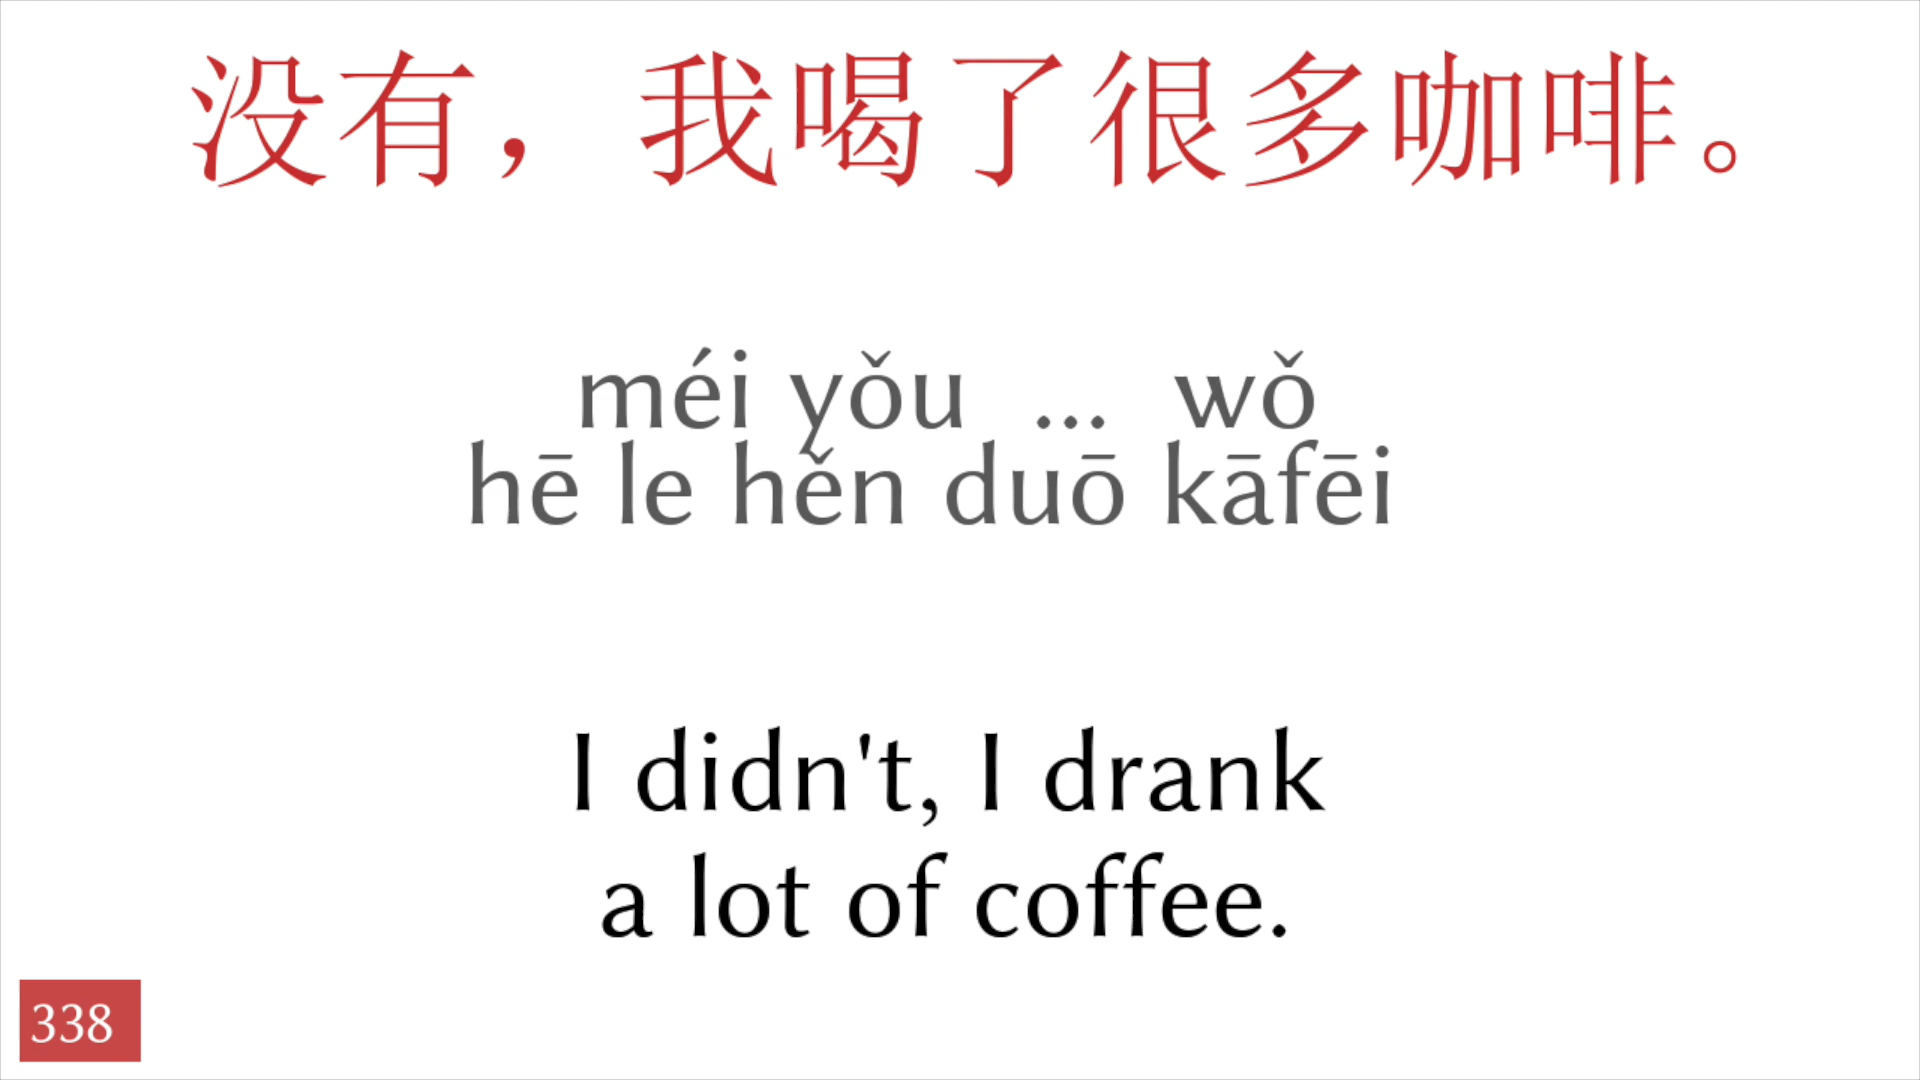 没有，我喝了很多咖啡。
méi yǒu ... wǒ
hē le hěn duō kāfēi
I didn't, I drank
a lot of coffee.
338